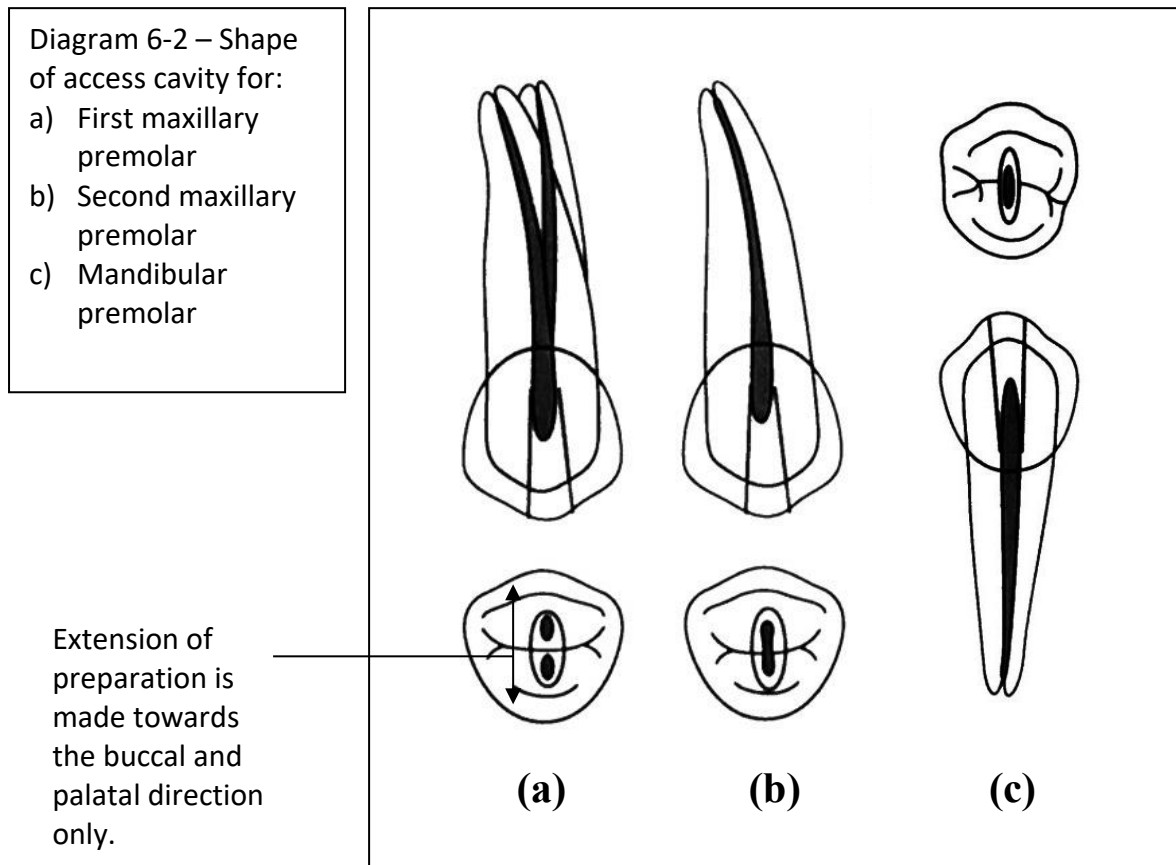 Diagram 6-2 – Shape
of access cavity for:
a) First maxillary
premolar
b) Second maxillary
premolar
c) Mandibular
premolar
Extension of
preparation is
made towards
the buccal and
palatal direction
only.
(a)
(b)
(c)